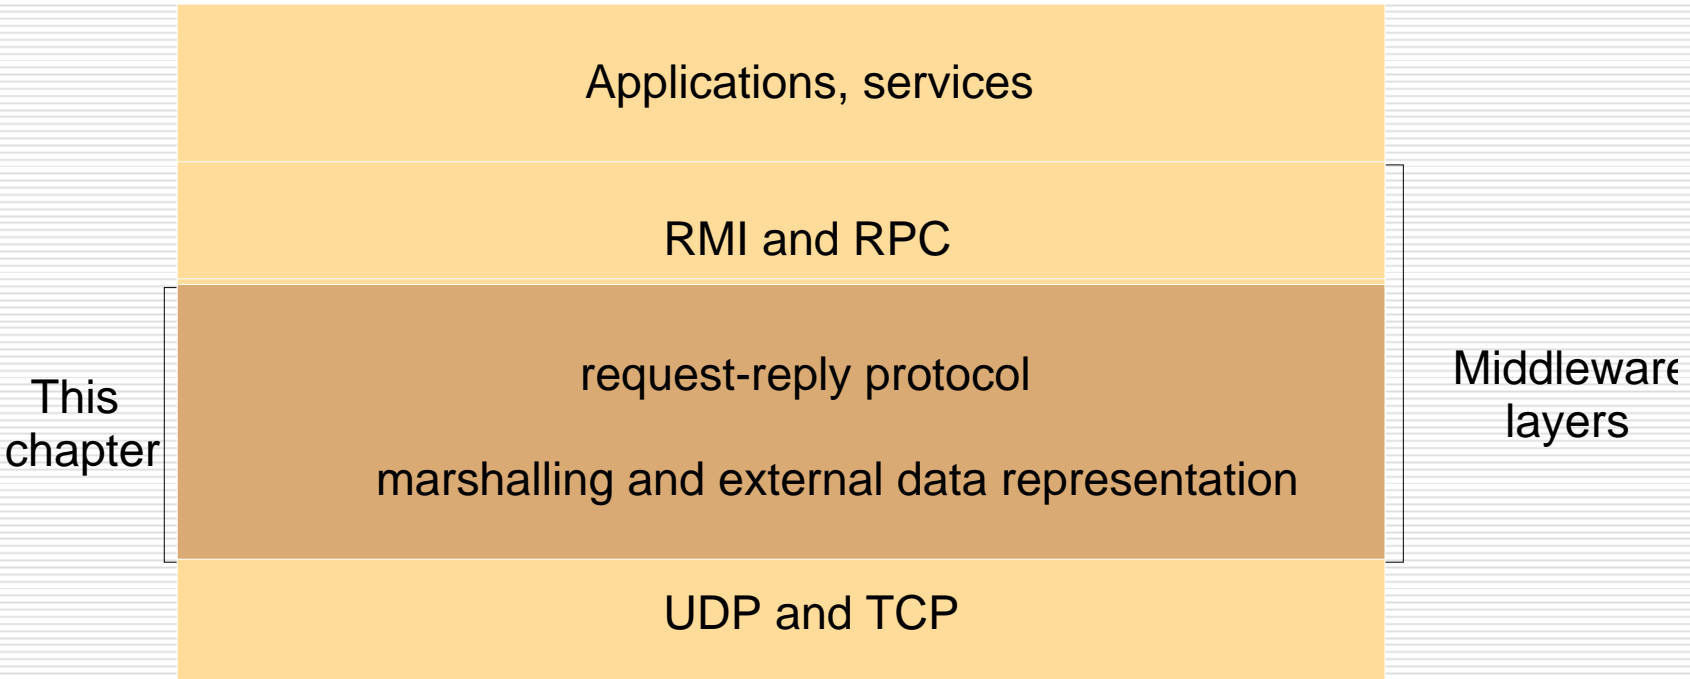 Applications, services
RMI and RPC
request-reply protocol
This
chapter
Middleware
layers
marshalling and external data representation
UDP and TCP